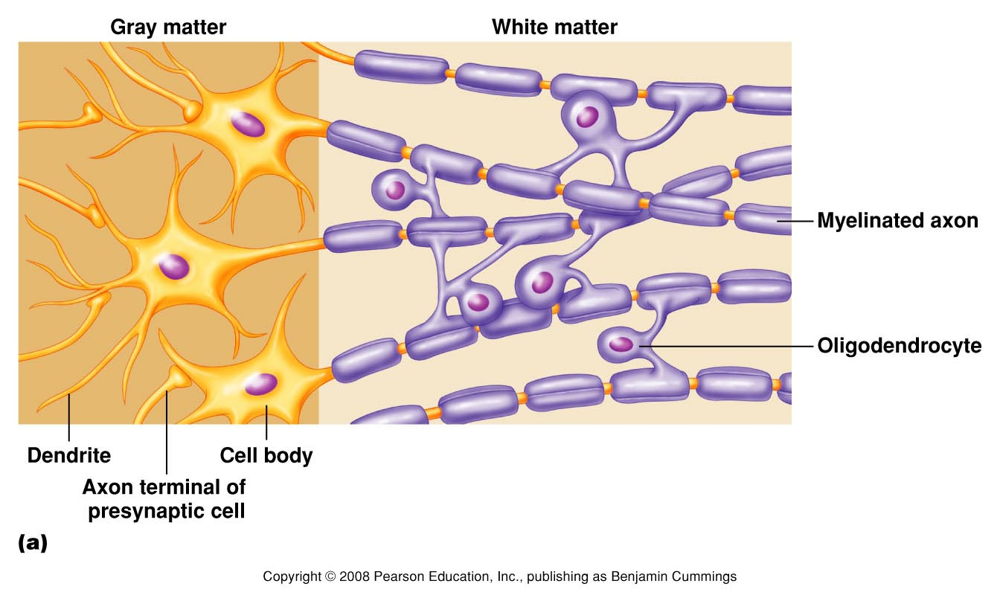 Gray matter
White matter
Myelinated axon
Oligodendrocyte
Dendrite
Cell body
Axon terminal of
presynaptic cell
(a)
Copyright © 2008 Pearson Education, Inc., publishing as Benjamin Cummings